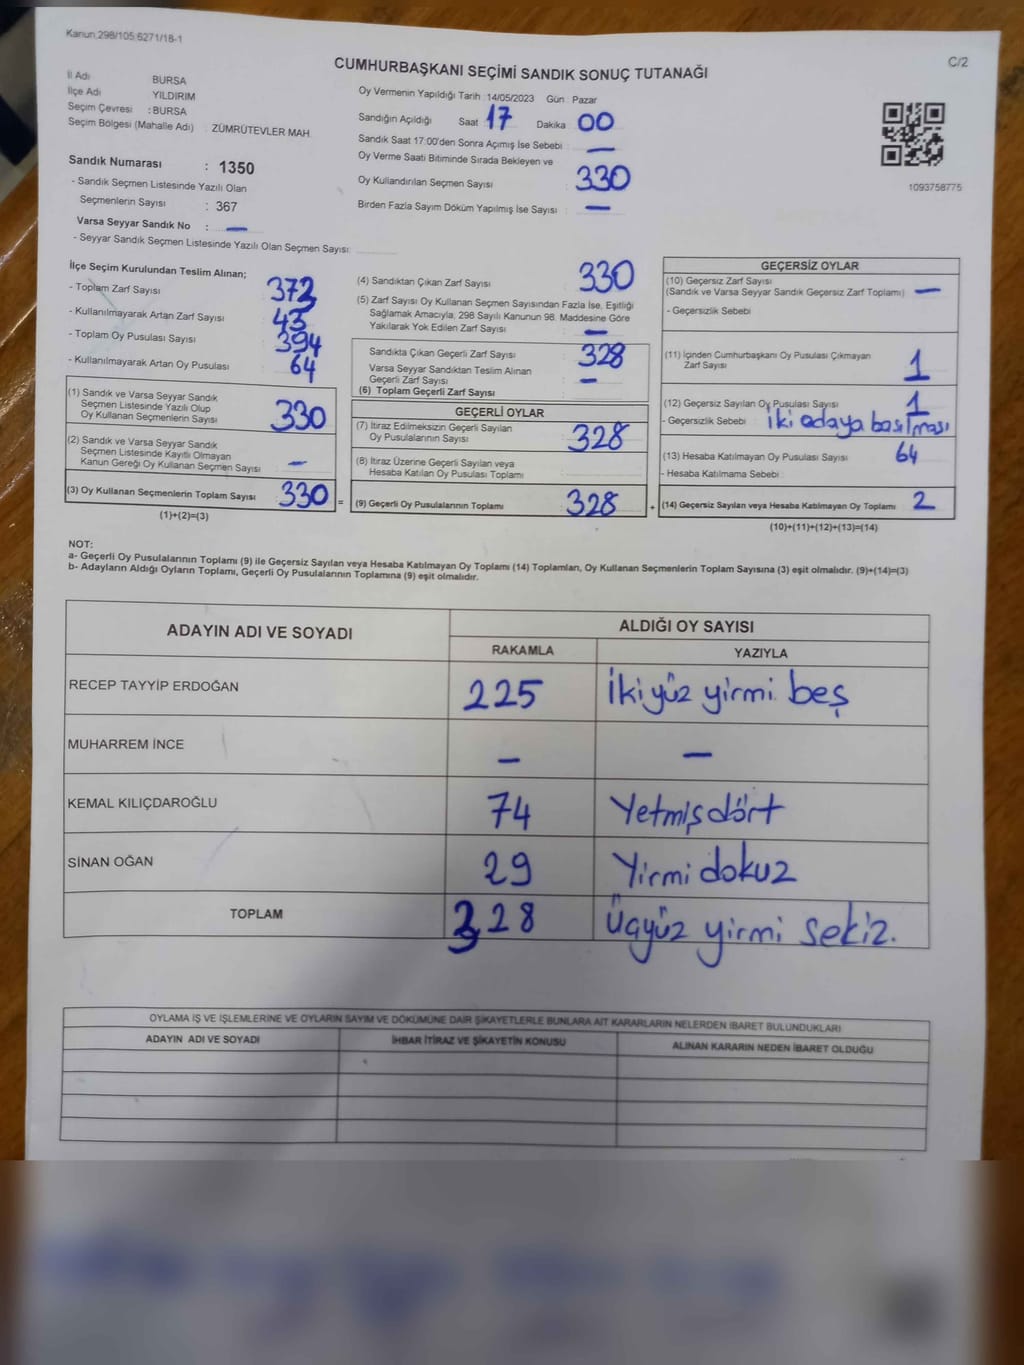 Kanun.298/105.6271/18-1
C/2
CUMHURBAŞKANI SEÇİMİ SANDIK SONUÇ TUTANAĞI
İl Adı BURSA
İlçe Adı YILDIRIM
Seçim Çevresi : BURSA
Seçim Bölgesi (Mahalle Adı) : ZÜMRÜTEVLER MAH.
Sandık Numarası : 1350
- Sandık Seçmen Listesinde Yazılı Olan
Seçmenlerin Sayısı : 367
Varsa Seyyar Sandık No : —
- Seyyar Sandık Seçmen Listesinde Yazılı Olan Seçmen Sayısı:
Oy Vermenin Yapıldığı Tarih : 14/05/2023 Gün : Pazar
Sandığın Açıldığı Saat 17 Dakika 00
Sandık Saat 17:00'den Sonra Açımış İse Sebebi : —
Oy Verme Saati Bitiminde Sırada Bekleyen ve
Oy Kullandırılan Seçmen Sayısı : 330
Birden Fazla Sayım Döküm Yapılmış İse Sayısı : —
1093758775
İlçe Seçim Kurulundan Teslim Alınan;
- Toplam Zarf Sayısı 373
- Kullanılmayarak Artan Zarf Sayısı : 43
- Toplam Oy Pusulası Sayısı : 394
- Kullanılmayarak Artan Oy Pusulası : 64
(1) Sandık ve Varsa Seyyar Sandık
Seçmen Listesinde Yazılı Olup
Oy Kullanan Seçmenlerin Sayısı : 330
(2) Sandık ve Varsa Seyyar Sandık
Seçmen Listesinde Kayıtlı Olmayan
Kanun Gereği Oy Kullanan Seçmen Sayısı : —
(3) Oy Kullanan Seçmenlerin Toplam Sayısı : 330 =
(1)+(2)=(3)
(4) Sandıktan Çıkan Zarf Sayısı : 330
(5) Zarf Sayısı Oy Kullanan Seçmen Sayısından Fazla İse, Eşitliği
Sağlamak Amacıyla, 298 Sayılı Kanunun 98. Maddesine Göre
Yakılarak Yok Edilen Zarf Sayısı : —
Sandıkta Çıkan Geçerli Zarf Sayısı : 328
Varsa Seyyar Sandıktan Teslim Alınan
Geçerli Zarf Sayısı : —
(6) Toplam Geçerli Zarf Sayısı :
GEÇERLİ OYLAR
(7) İtiraz Edilmeksizin Geçerli Sayılan
Oy Pusulalarının Sayısı : 328
(8) İtiraz Üzerine Geçerli Sayılan veya
Hesaba Katılan Oy Pusulası Toplamı :
(9) Geçerli Oy Pusulalarının Toplamı : 328 +
GEÇERSİZ OYLAR
(10) Geçersiz Zarf Sayısı
(Sandık ve Varsa Seyyar Sandık Geçersiz Zarf Toplamı) : —
- Geçersizlik Sebebi :
(11) İçinden Cumhurbaşkanı Oy Pusulası Çıkmayan
Zarf Sayısı : 1
(12) Geçersiz Sayılan Oy Pusulası Sayısı : 1
- Geçersizlik Sebebi : iki adaya basılması
(13) Hesaba Katılmayan Oy Pusulası Sayısı : 64
- Hesaba Katılmama Sebebi :
(14) Geçersiz Sayılan veya Hesaba Katılmayan Oy Toplamı : 2
(10)+(11)+(12)+(13)=(14)
NOT:
a- Geçerli Oy Pusulalarının Toplamı (9) ile Geçersiz Sayılan veya Hesaba Katılmayan Oy Toplamı (14) Toplamları, Oy Kullanan Seçmenlerin Toplam Sayısına (3) eşit olmalıdır. (9)+(14)=(3)
b- Adayların Aldığı Oyların Toplamı, Geçerli Oy Pusulalarının Toplamına (9) eşit olmalıdır.
ADAYIN ADI VE SOYADI ALDIĞI OY SAYISI
RAKAMLA YAZIYLA
RECEP TAYYİP ERDOĞAN 225 İkiyüz yirmi beş
MUHARREM İNCE — —
KEMAL KILIÇDAROĞLU 74 Yetmişdört
SİNAN OĞAN 29 Yirmi dokuz
TOPLAM 328 Üçyüz yirmi sekiz.
OYLAMA İŞ VE İŞLEMLERİNE VE OYLARIN SAYIM VE DÖKÜMÜNE DAİR ŞİKAYETLERLE BUNLARA AİT KARARLARIN NELERDEN İBARET BULUNDUKLARI
ADAYIN ADI VE SOYADI İHBAR İTİRAZ VE ŞİKAYETİN KONUSU ALINAN KARARIN NEDEN İBARET OLDUĞU